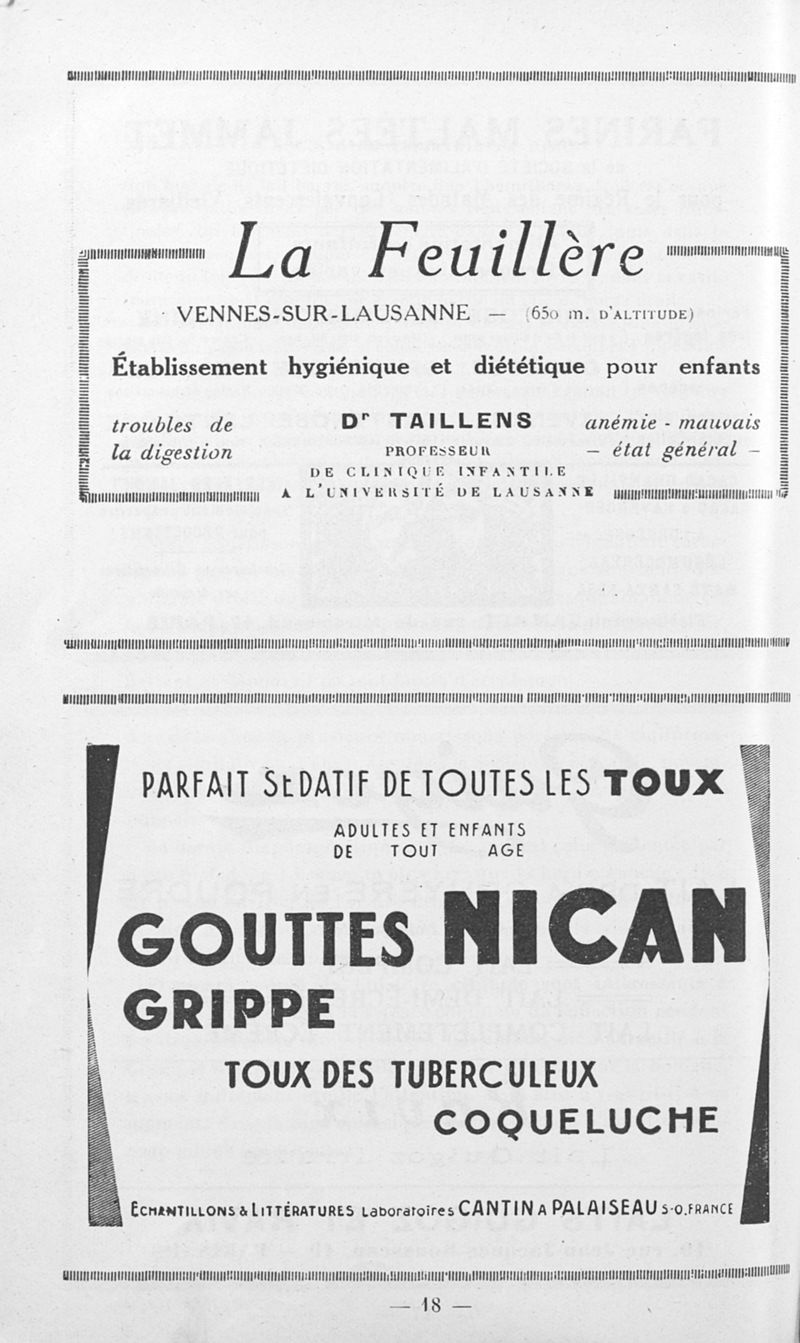 La Feuillère
VENNES-SUR-LAUSANNE — (650 m. D'ALTITUDE)
Établissement hygiénique et diététique pour enfants
troubles de
la digestion
Dr TAILLENS
PROFESSEUR
DE CLINIQUE INFANTILE
A L'UNIVERSITÉ DE LAUSANNE
anémie - mauvais
— état général —
PARFAIT SÉDATIF DE TOUTES LES TOUX
ADULTES ET ENFANTS
DE TOUT AGE
GOUTTES NICAN
GRIPPE
TOUX DES TUBERCULEUX
COQUELUCHE
ECHANTILLONS & LITTÉRATURES Laboratoires CANTIN A PALAISEAU S-O. FRANCE
— 18 —